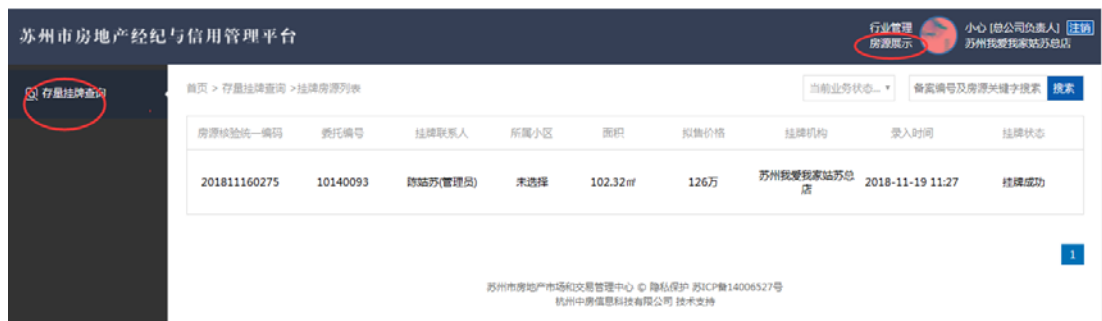 苏州市房地产经纪与信用管理平台
行业管理
房源展示
小心 [总公司负责人] 注销
苏州我爱我家姑苏总店
存量挂牌查询
首页 > 存量挂牌查询 >挂牌房源列表
当前业务状态... 备案编号及房源关键字搜索 搜索
房源核验统一编码 委托编号 挂牌联系人 所属小区 面积 拟售价格 挂牌机构 录入时间 挂牌状态
201811160275 10140093 陈姑苏(管理员) 未选择 102.32㎡ 126万 苏州我爱我家姑苏总店 2018-11-19 11:27 挂牌成功
1
苏州市房地产市场和交易管理中心 © 隐私保护 苏ICP备14006527号
杭州中房信息科技有限公司 技术支持